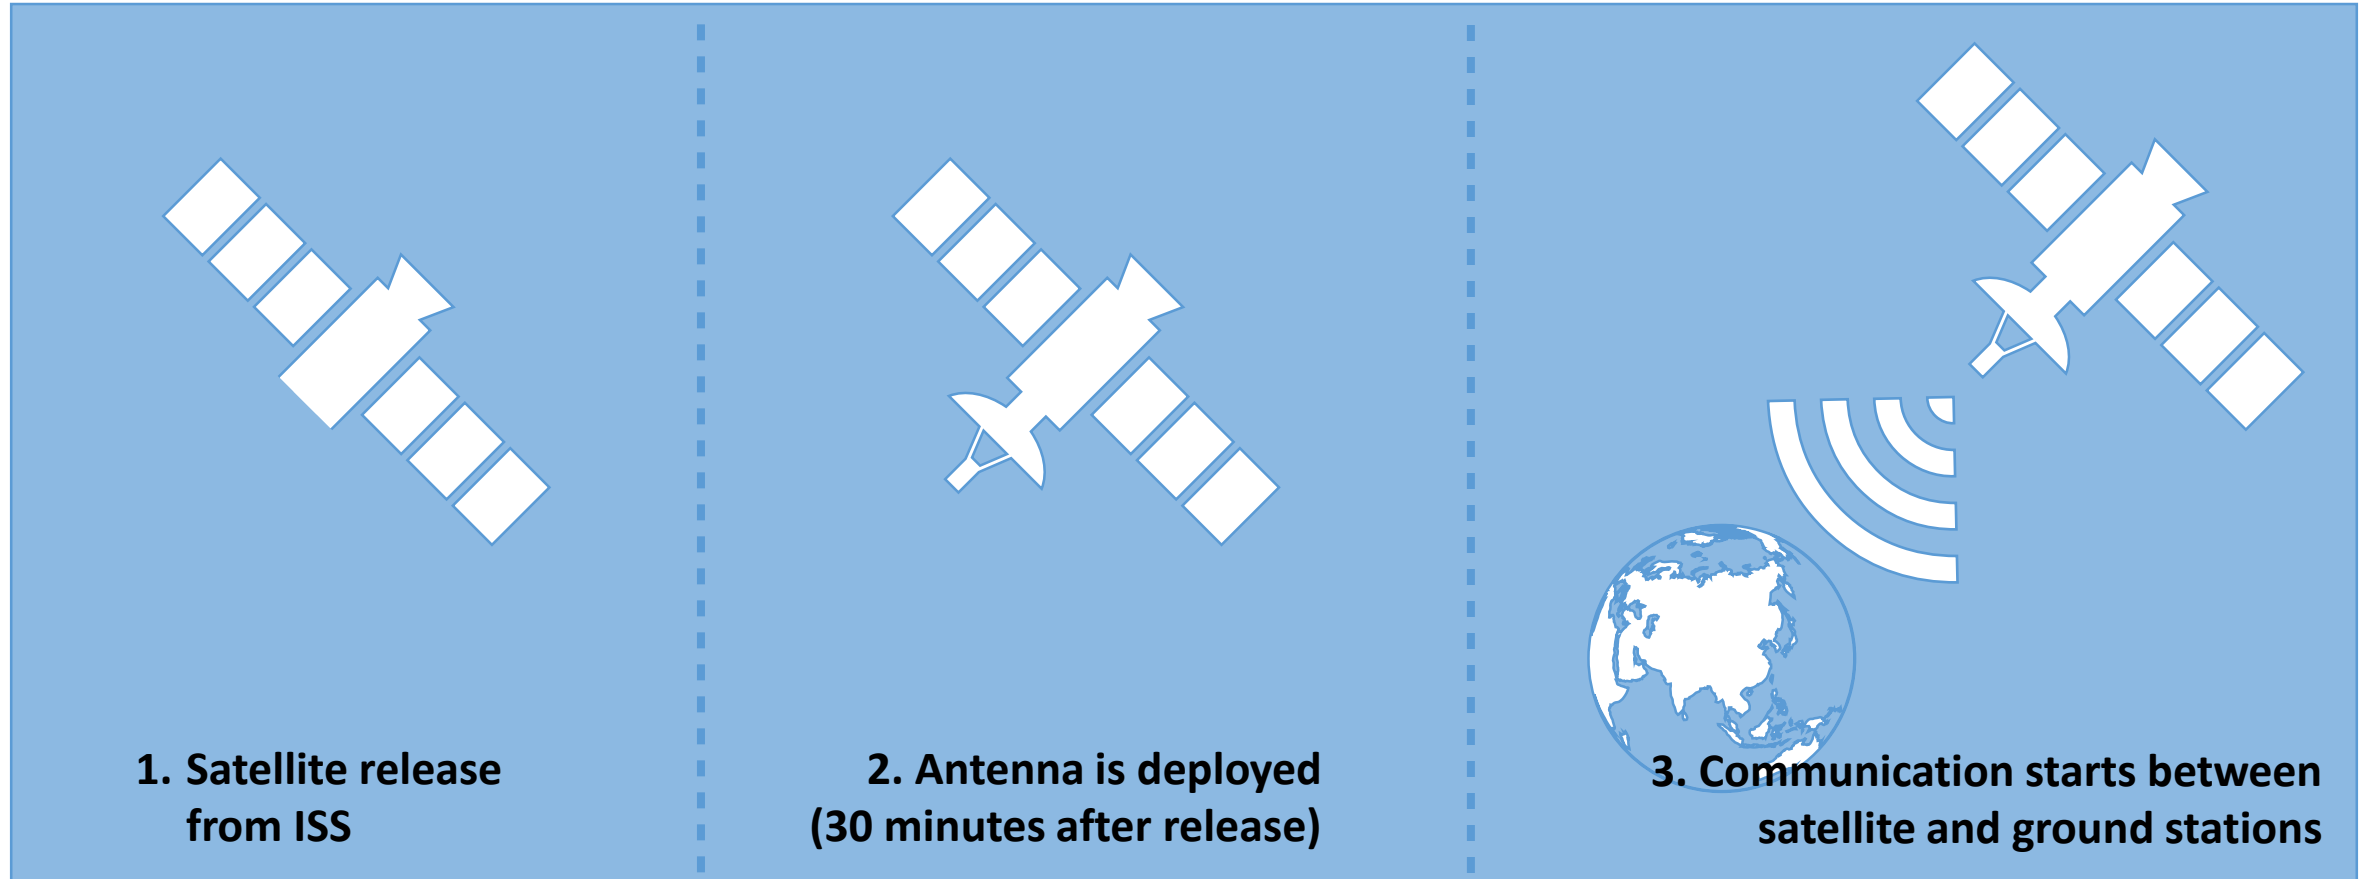 1. Satellite release
from ISS
2. Antenna is deployed
(30 minutes after release)
3. Communication starts between
satellite and ground stations